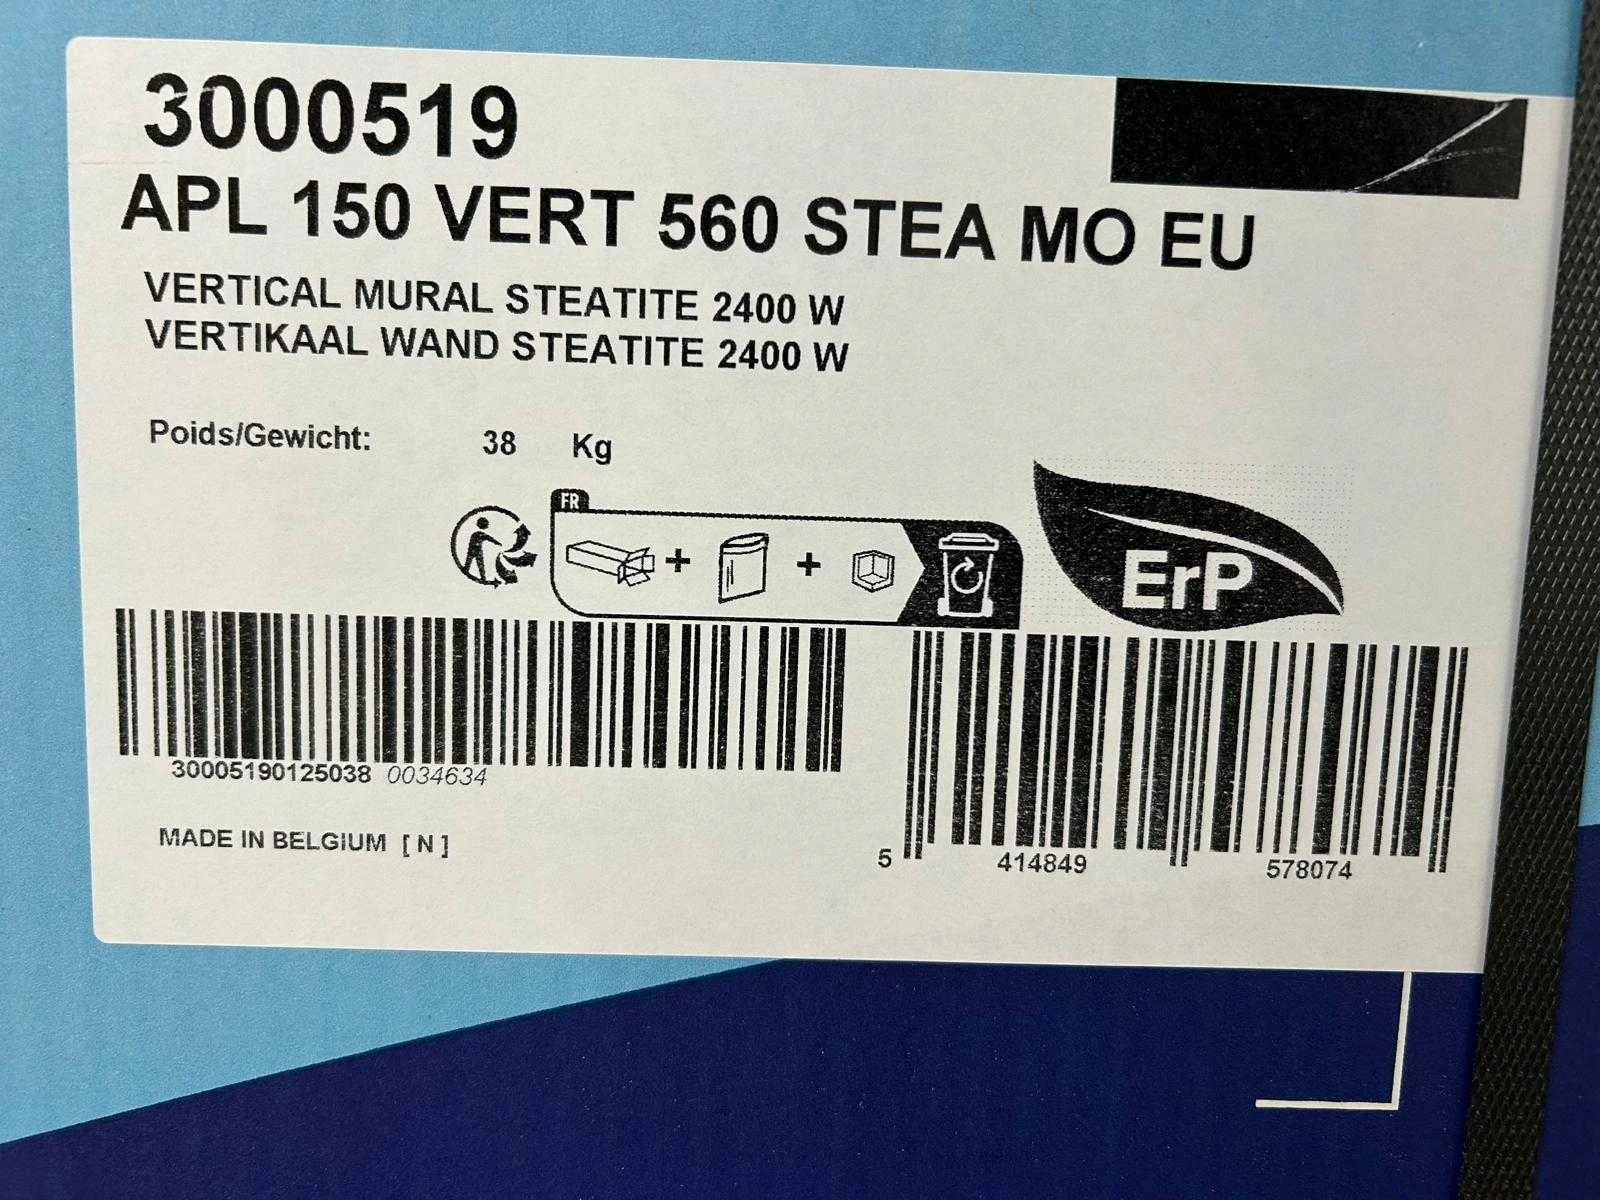 3000519
APL 150 VERT 560 STEA MO EU
VERTICAL MURAL STEATITE 2400 W
VERTIKAAL WAND STEATITE 2400 W
Poids/Gewicht: 38 Kg
FR
ErP
30005190125038 0034634
MADE IN BELGIUM [ N ]
5 414849 578074